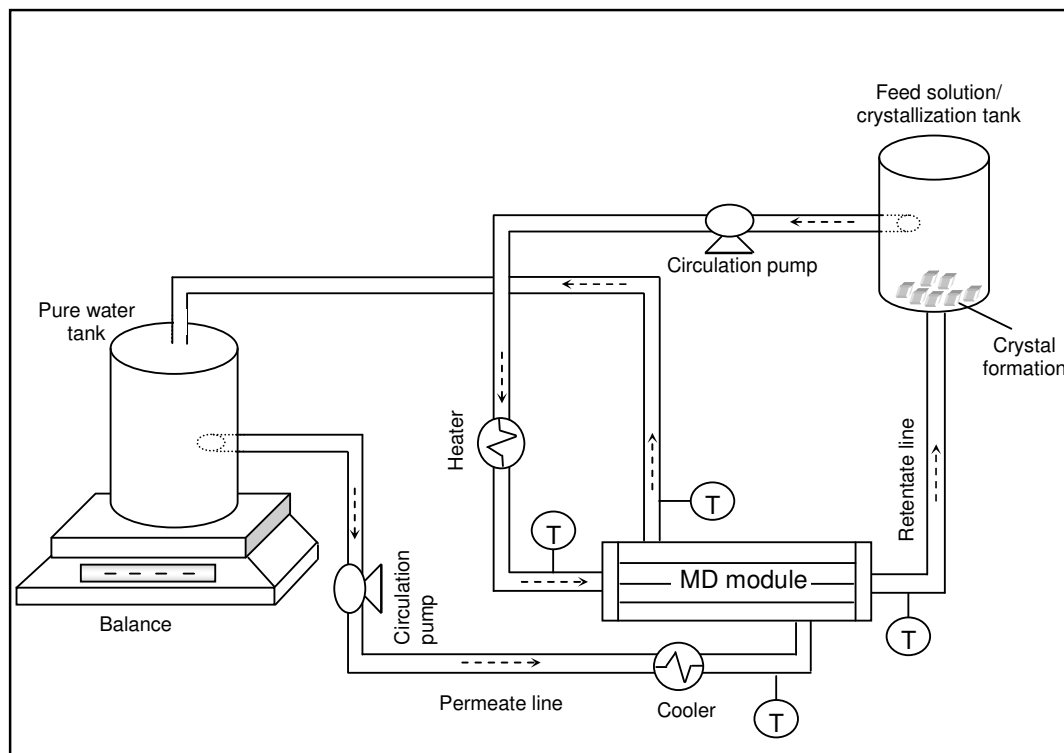 Feed solution/
crystallization tank
Circulation pump
Pure water
tank
Crystal
formation
Heater
Retentate line
T
T
MD module
Circulation
pump
Balance
T
Permeate line
Cooler
T